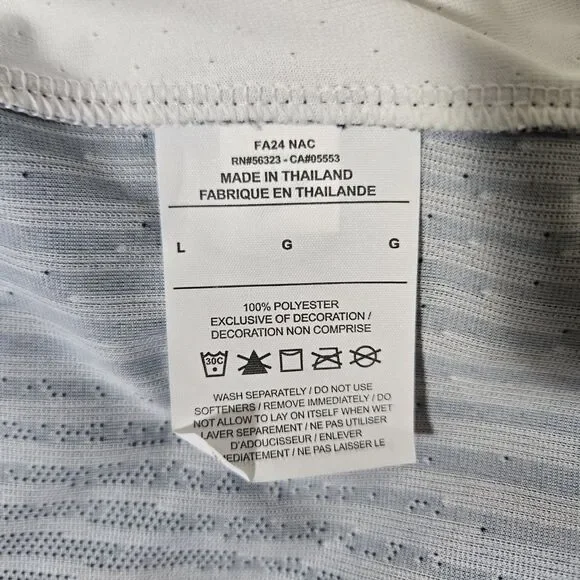 FA24 NAC
RN#56323 - CA#05553
MADE IN THAILAND
FABRIQUE EN THAILANDE
L G G
100% POLYESTER
EXCLUSIVE OF DECORATION /
DECORATION NON COMPRISE
30C
WASH SEPARATELY / DO NOT USE
SOFTENERS / REMOVE IMMEDIATELY / DO
NOT ALLOW TO LAY ON ITSELF WHEN WET
LAVER SEPAREMENT / NE PAS UTILISER
D'ADOUCISSEUR / ENLEVER
MEDIATEMENT / NE PAS LAISSER LE